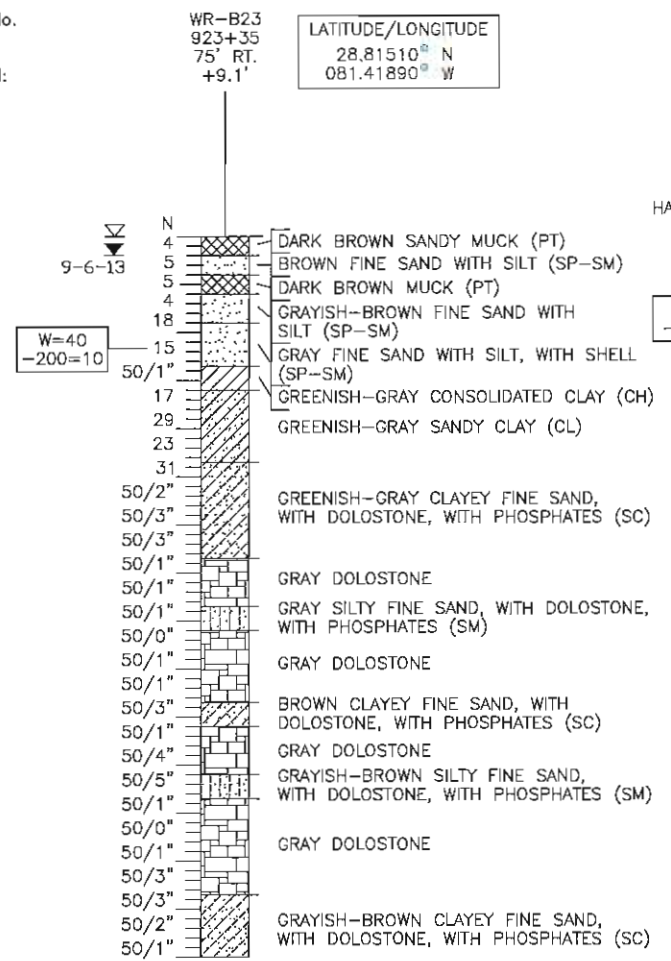 o.
WR-B23
923+35
75' RT.
+9.1'
LATITUDE/LONGITUDE
28.81510° N
081.41890° W
:
HA
N
4
9-6-13
5
5
4
18
W=40
-200=10
15
50/1"
17
29
23
31
50/2"
50/3"
50/3"
50/1"
50/1"
50/1"
50/0"
50/1"
50/1"
50/3"
50/1"
50/4"
50/5"
50/1"
50/0"
50/1"
50/3"
50/3"
50/2"
50/1"
DARK BROWN SANDY MUCK (PT)
BROWN FINE SAND WITH SILT (SP-SM)
DARK BROWN MUCK (PT)
GRAYISH-BROWN FINE SAND WITH
SILT (SP-SM)
GRAY FINE SAND WITH SILT, WITH SHELL
(SP-SM)
GREENISH-GRAY CONSOLIDATED CLAY (CH)
GREENISH-GRAY SANDY CLAY (CL)
GREENISH-GRAY CLAYEY FINE SAND,
WITH DOLOSTONE, WITH PHOSPHATES (SC)
GRAY DOLOSTONE
GRAY SILTY FINE SAND, WITH DOLOSTONE,
WITH PHOSPHATES (SM)
GRAY DOLOSTONE
BROWN CLAYEY FINE SAND, WITH
DOLOSTONE, WITH PHOSPHATES (SC)
GRAY DOLOSTONE
GRAYISH-BROWN SILTY FINE SAND,
WITH DOLOSTONE, WITH PHOSPHATES (SM)
GRAY DOLOSTONE
GRAYISH-BROWN CLAYEY FINE SAND,
WITH DOLOSTONE, WITH PHOSPHATES (SC)